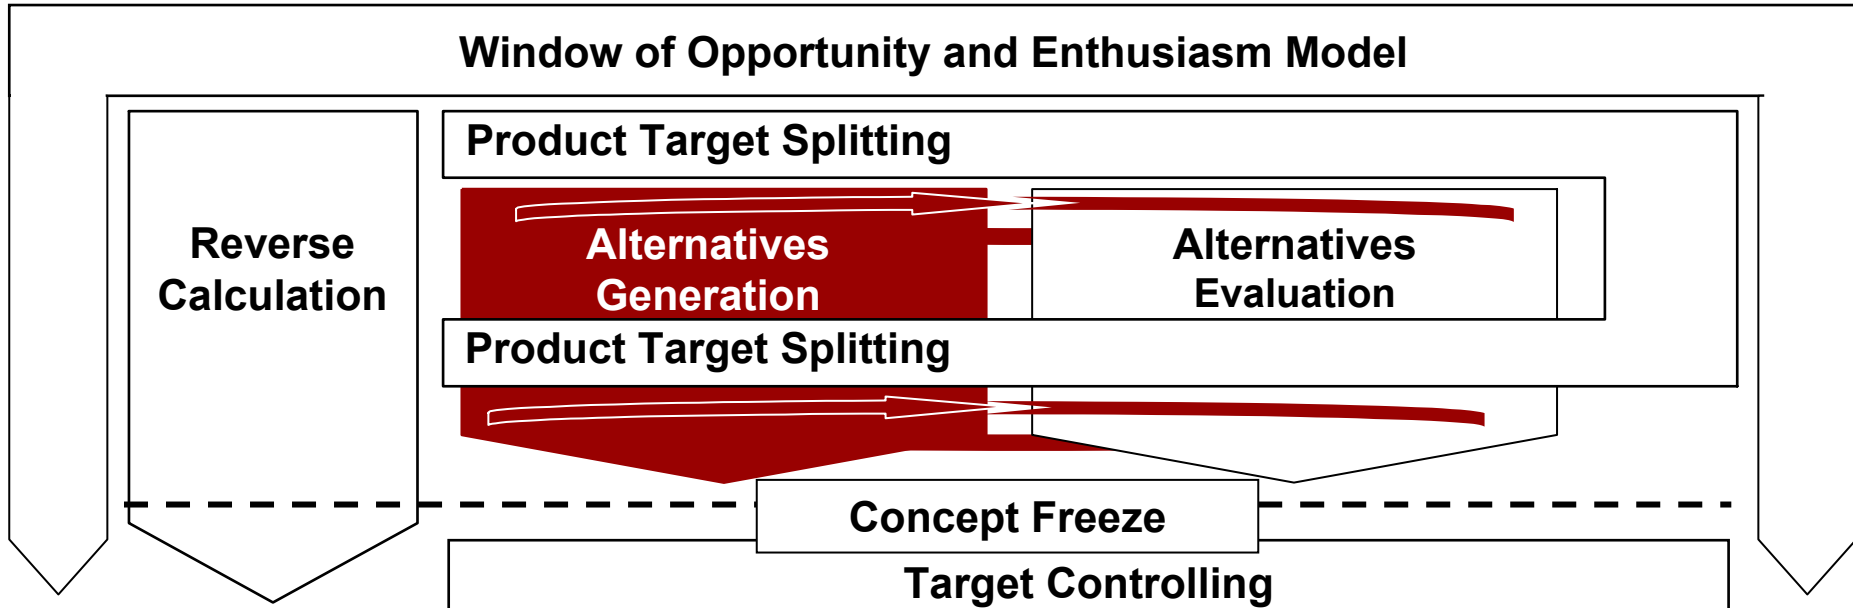 Window of Opportunity and Enthusiasm Model
Product Target Splitting
Reverse
Calculation
Alternatives
Generation
Alternatives
Evaluation
Product Target Splitting
Concept Freeze
Target Controlling